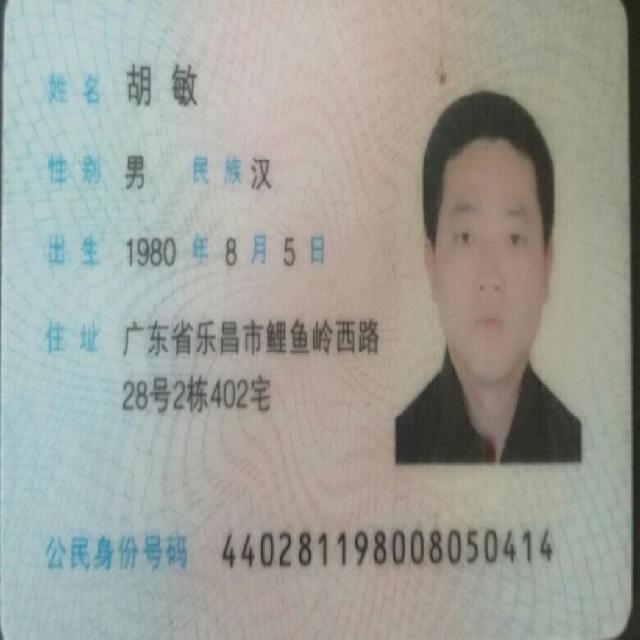 姓名 胡敏
性别 男 民族 汉
出生 1980 年 8 月 5 日
住址 广东省乐昌市鲤鱼岭西路
28号2栋402宅
公民身份号码 440281198008050414